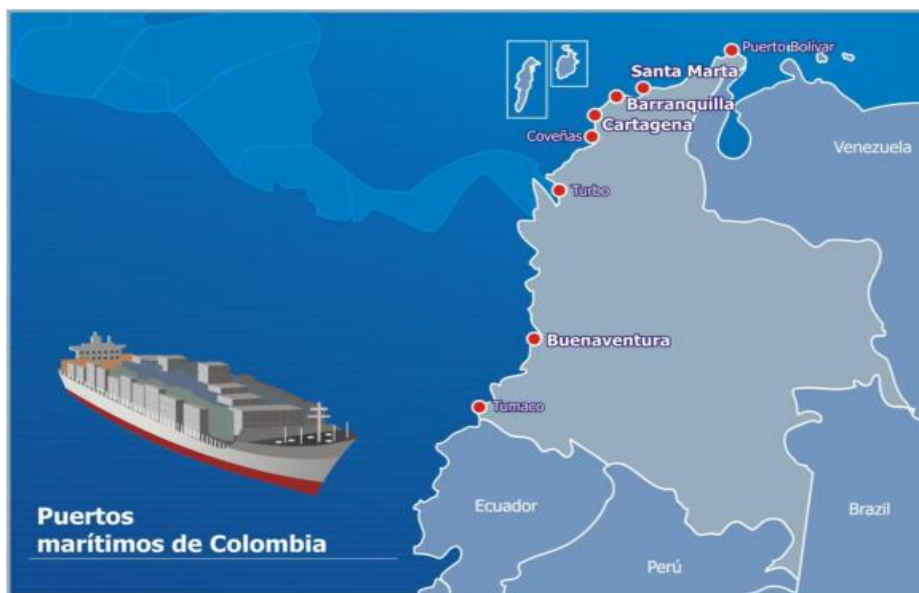 Puerto Bolívar
Santa Marta
Barranquilla
Cartagena
Coveñas
Venezuela
Turbo
Buenaventura
Tumaco
Ecuador
Brazil
Puertos
marítimos de Colombia
Perú